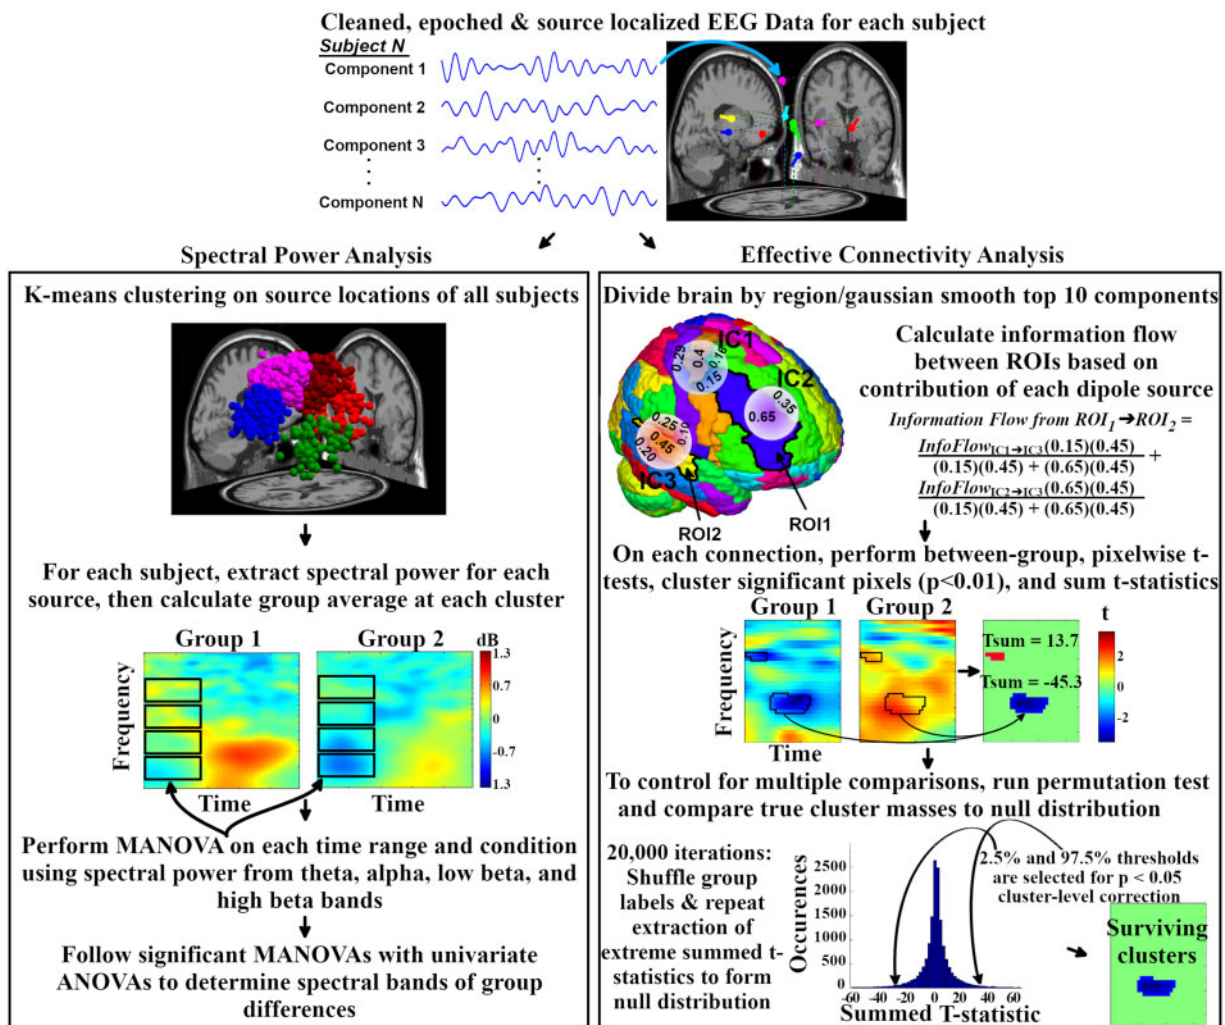 Cleaned, epoched & source localized EEG Data for each subject
Subject N
Component 1
Component 2
Component 3
Component N
Spectral Power Analysis
K-means clustering on source locations of all subjects
For each subject, extract spectral power for each
source, then calculate group average at each cluster
Group 1
Group 2
dB
1.3
0.7
0
-0.7
1.3
Frequency
Time
Time
Perform MANOVA on each time range and condition
using spectral power from theta, alpha, low beta, and
high beta bands
Follow significant MANOVAs with univariate
ANOVAs to determine spectral bands of group
differences
Effective Connectivity Analysis
Divide brain by region/gaussian smooth top 10 components
IC1
0.29
0.4
0.16
0.15
IC2
0.35
0.65
0.25
0.10
0.45
0.20
IC3
ROI2
ROI1
Calculate information flow
between ROIs based on
contribution of each dipole source
Information Flow from ROI1➔ROI2 =
InfoFlowIC1➔IC3(0.15)(0.45)
(0.15)(0.45) + (0.65)(0.45)
+
InfoFlowIC2➔IC3(0.65)(0.45)
(0.15)(0.45) + (0.65)(0.45)
On each connection, perform between-group, pixelwise t-
tests, cluster significant pixels (p<0.01), and sum t-statistics
Group 1
Group 2
t
Frequency
Tsum = 13.7
Tsum = -45.3
2
0
-2
Time
To control for multiple comparisons, run permutation test
and compare true cluster masses to null distribution
20,000 iterations:
Shuffle group
labels & repeat
extraction of
extreme summed t-
statistics to form
null distribution
Occurences
2500
2000
1500
1000
500
0
-60 -40 -20 0 20 40 60
Summed T-statistic
2.5% and 97.5% thresholds
are selected for p < 0.05
cluster-level correction
Surviving
clusters